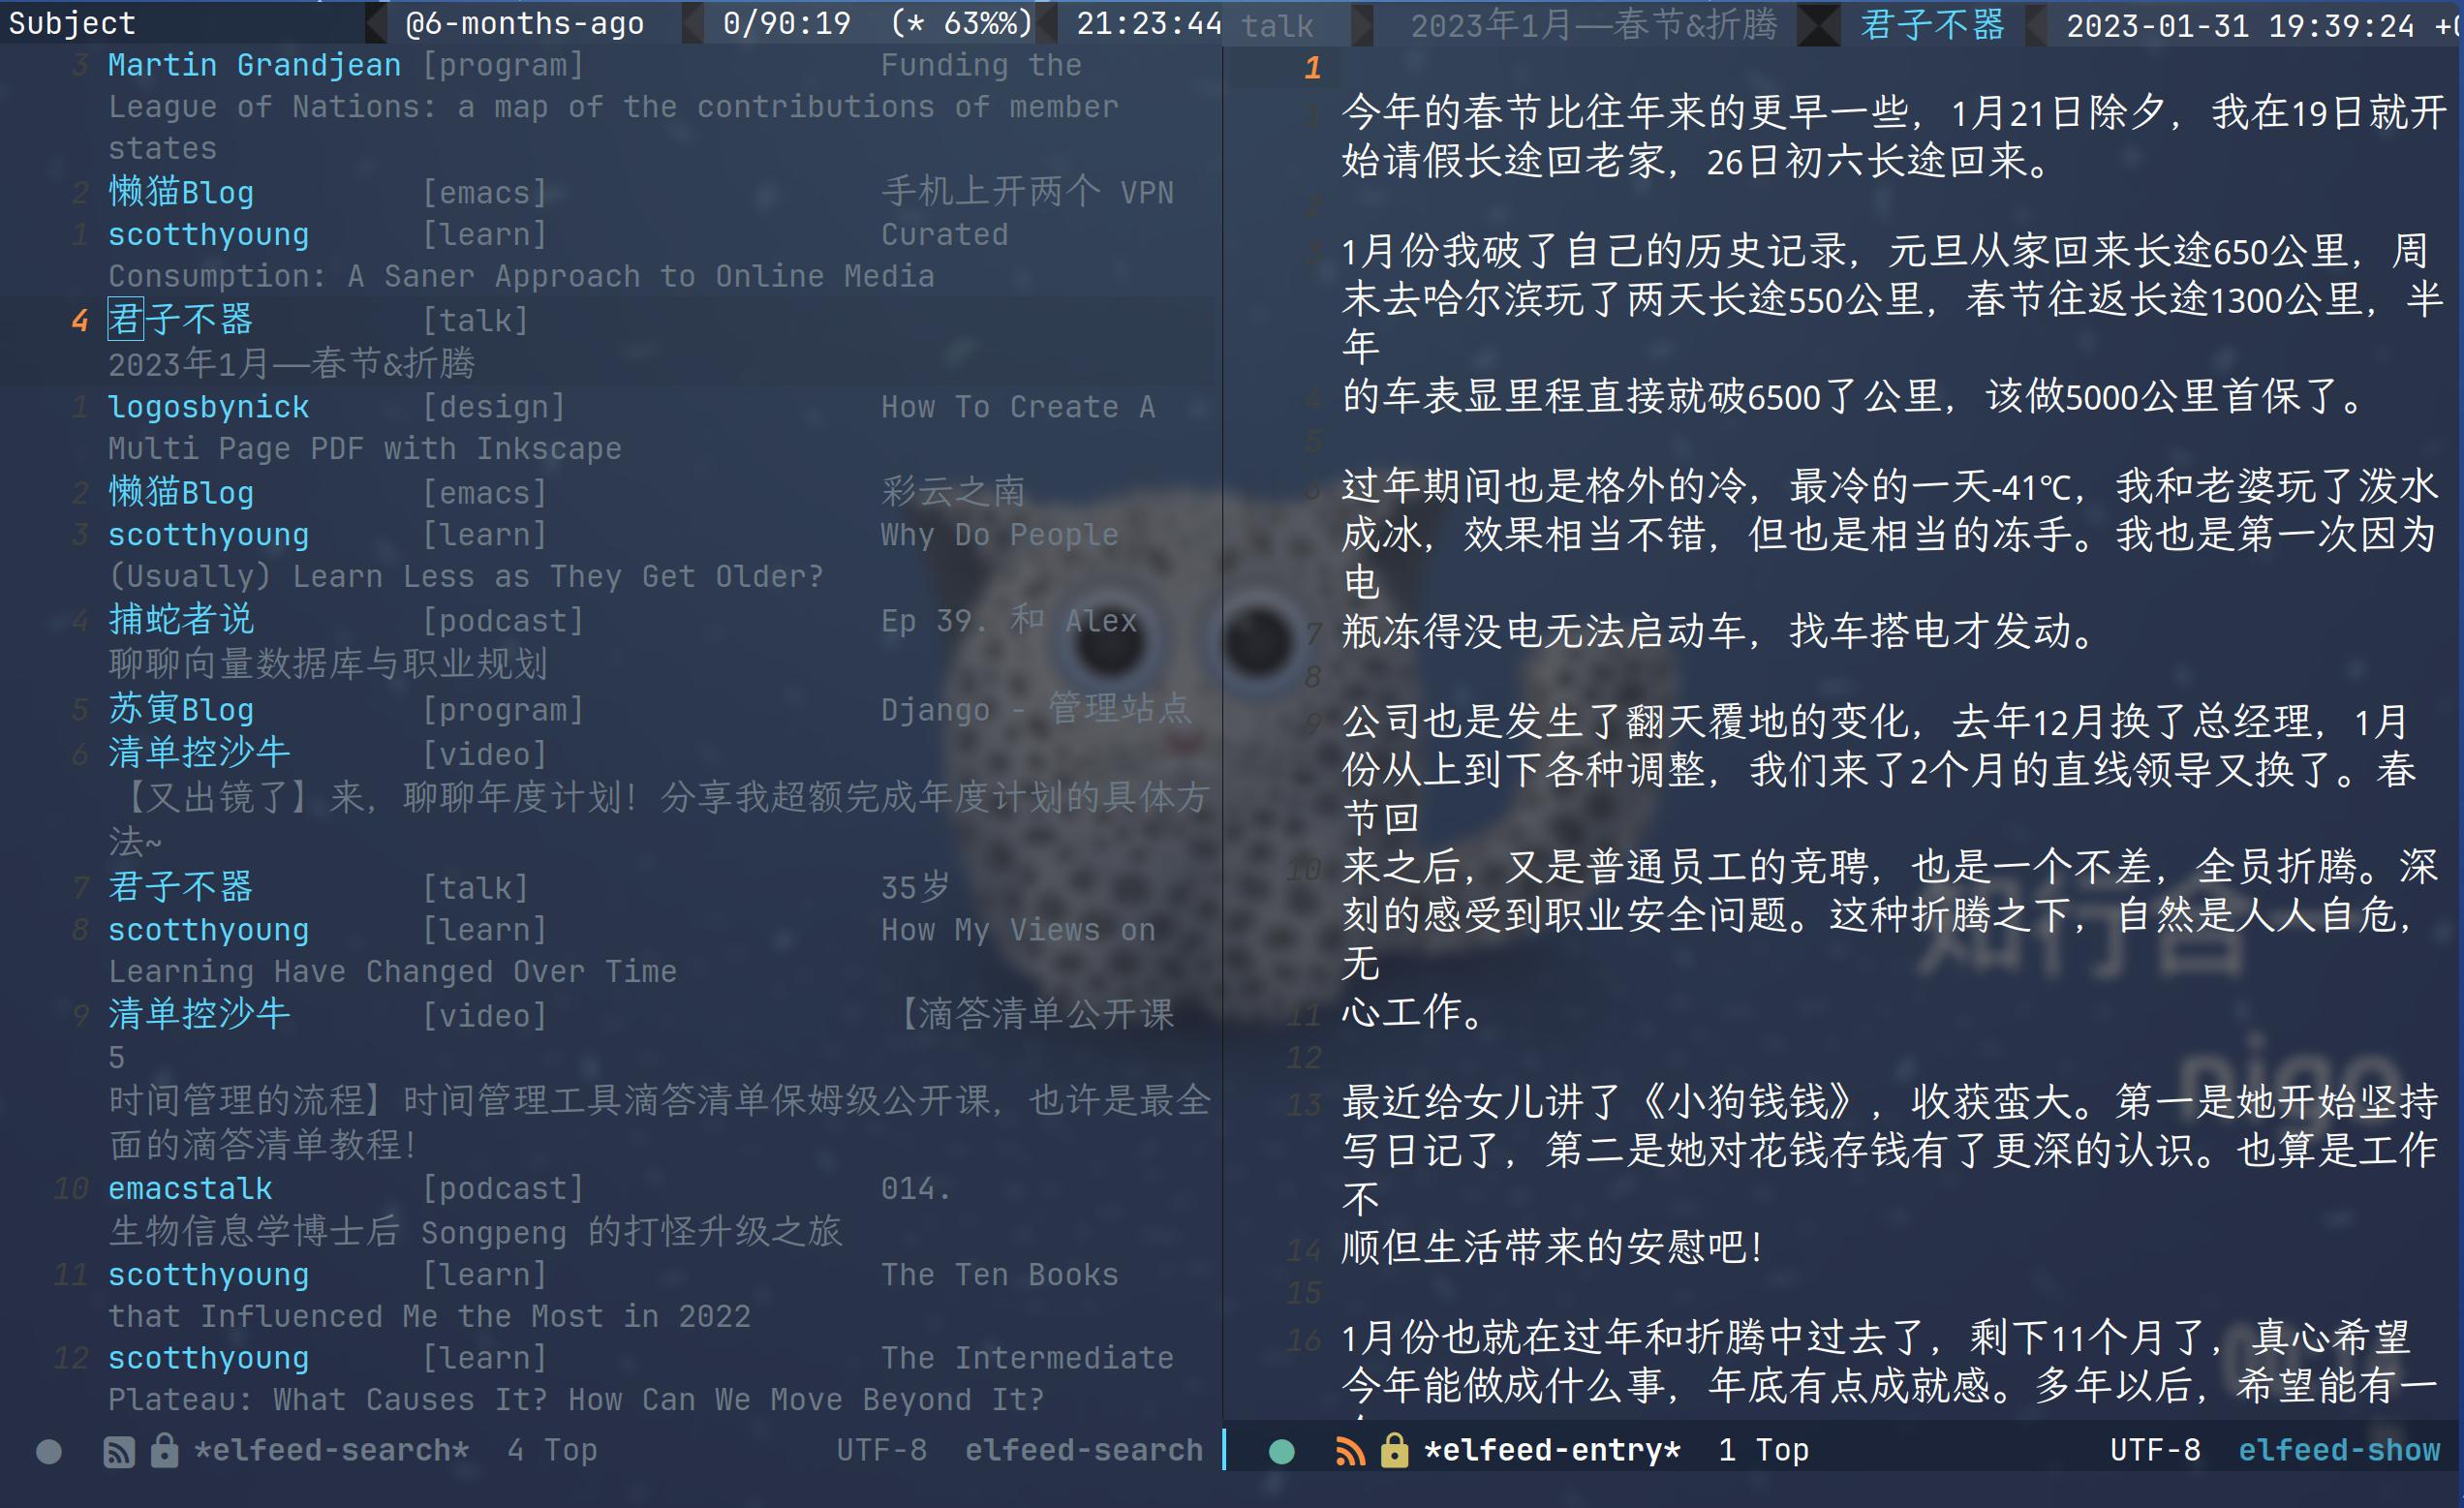 Subject @6-months-ago 0/90:19 (* 63%%) 21:23:44
3 Martin Grandjean [program] Funding the
League of Nations: a map of the contributions of member
states
2 懒猫Blog [emacs] 手机上开两个 VPN
1 scotthyoung [learn] Curated
Consumption: A Saner Approach to Online Media
4 君子不器 [talk]
2023年1月——春节&折腾
1 logosbynick [design] How To Create A
Multi Page PDF with Inkscape
2 懒猫Blog [emacs] 彩云之南
3 scotthyoung [learn] Why Do People
(Usually) Learn Less as They Get Older?
4 捕蛇者说 [podcast] Ep 39. 和 Alex
聊聊向量数据库与职业规划
5 苏寅Blog [program] Django - 管理站点
6 清单控沙牛 [video]
【又出镜了】来，聊聊年度计划！分享我超额完成年度计划的具体方
法~
7 君子不器 [talk] 35岁
8 scotthyoung [learn] How My Views on
Learning Have Changed Over Time
9 清单控沙牛 [video] 【滴答清单公开课
5
时间管理的流程】时间管理工具滴答清单保姆级公开课，也许是最全
面的滴答清单教程！
10 emacstalk [podcast] 014.
生物信息学博士后 Songpeng 的打怪升级之旅
11 scotthyoung [learn] The Ten Books
that Influenced Me the Most in 2022
12 scotthyoung [learn] The Intermediate
Plateau: What Causes It? How Can We Move Beyond It?
*elfeed-search* 4 Top UTF-8 elfeed-search
talk 2023年1月——春节&折腾 君子不器 2023-01-31 19:39:24
1
1 今年的春节比往年来的更早一些，1月21日除夕，我在19日就开
始请假长途回老家，26日初六长途回来。
2
3 1月份我破了自己的历史记录，元旦从家回来长途650公里，周
末去哈尔滨玩了两天长途550公里，春节往返长途1300公里，半
年
4 的车表显里程直接就破6500了公里，该做5000公里首保了。
5
6 过年期间也是格外的冷，最冷的一天-41℃，我和老婆玩了泼水
成冰，效果相当不错，但也是相当的冻手。我也是第一次因为
电
7 瓶冻得没电无法启动车，找车搭电才发动。
8
9 公司也是发生了翻天覆地的变化，去年12月换了总经理，1月
份从上到下各种调整，我们来了2个月的直线领导又换了。春
节回
10 来之后，又是普通员工的竞聘，也是一个不差，全员折腾。深
刻的感受到职业安全问题。这种折腾之下，自然是人人自危，
无
11 心工作。
12
13 最近给女儿讲了《小狗钱钱》，收获蛮大。第一是她开始坚持
写日记了，第二是她对花钱存钱有了更深的认识。也算是工作
不
14 顺但生活带来的安慰吧！
15
16 1月份也就在过年和折腾中过去了，剩下11个月了，真心希望
今年能做成什么事，年底有点成就感。多年以后，希望能有一
*elfeed-entry* 1 Top UTF-8 elfeed-show
知行合一